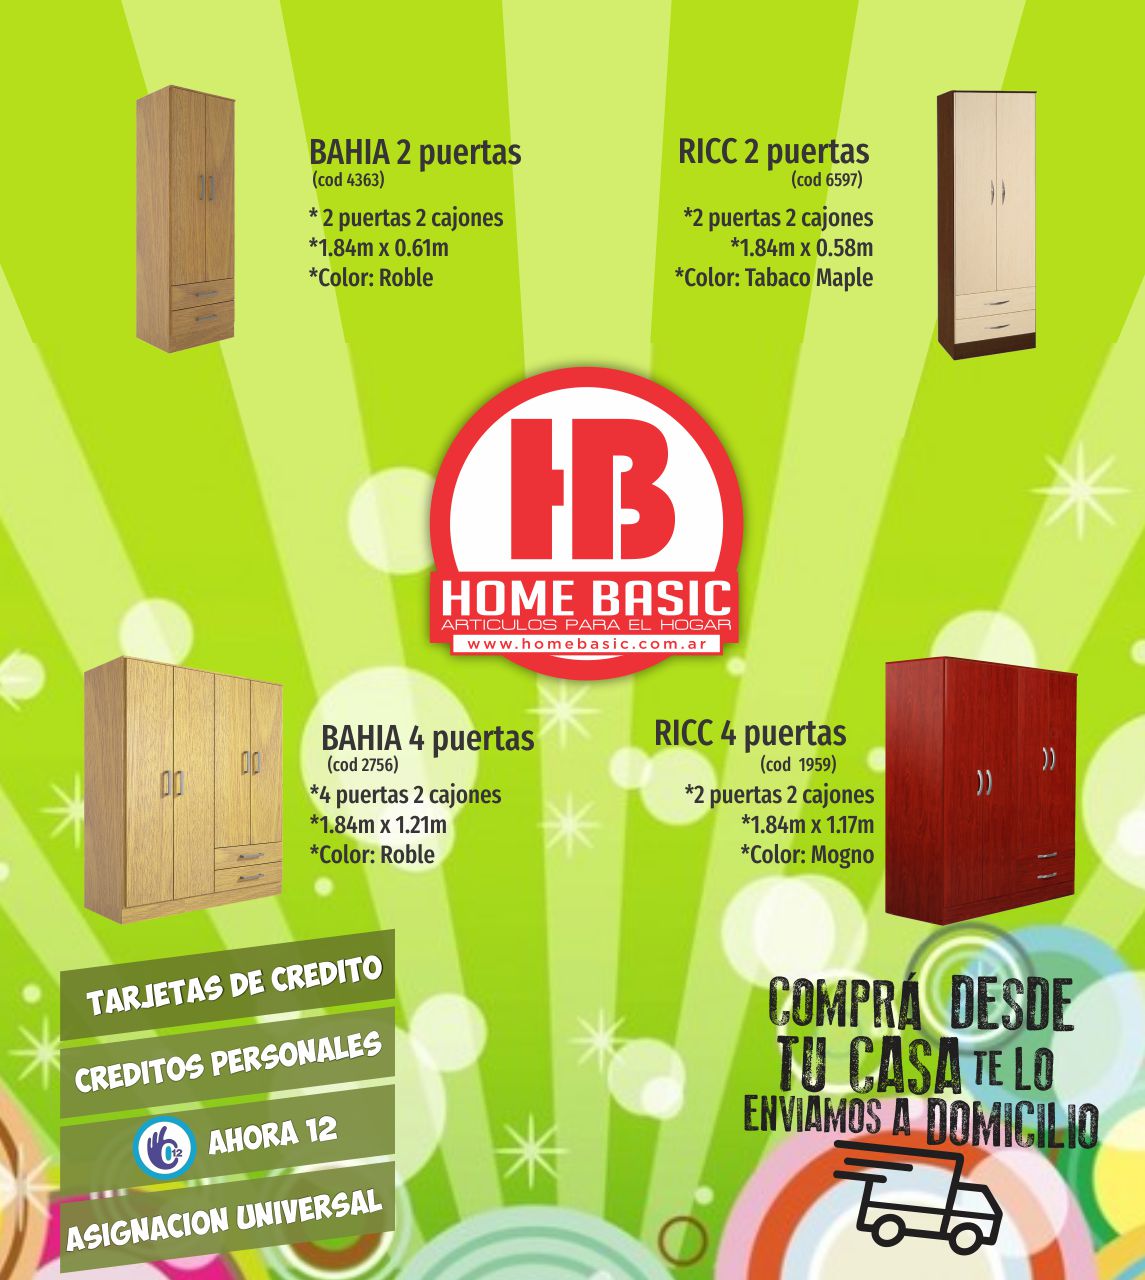 BAHIA 2 puertas
(cod 4363)
* 2 puertas 2 cajones
*1.84m x 0.61m
*Color: Roble
RICC 2 puertas
(cod 6597)
*2 puertas 2 cajones
*1.84m x 0.58m
*Color: Tabaco Maple
HB
HOME BASIC
ARTICULOS PARA EL HOGAR
www.homebasic.com.ar
BAHIA 4 puertas
(cod 2756)
*4 puertas 2 cajones
*1.84m x 1.21m
*Color: Roble
RICC 4 puertas
(cod 1959)
*2 puertas 2 cajones
*1.84m x 1.17m
*Color: Mogno
TARJETAS DE CREDITO
CREDITOS PERSONALES
12 AHORA 12
ASIGNACION UNIVERSAL
COMPRÁ DESDE
TU CASA TE LO
ENVIAMOS A DOMICILIO